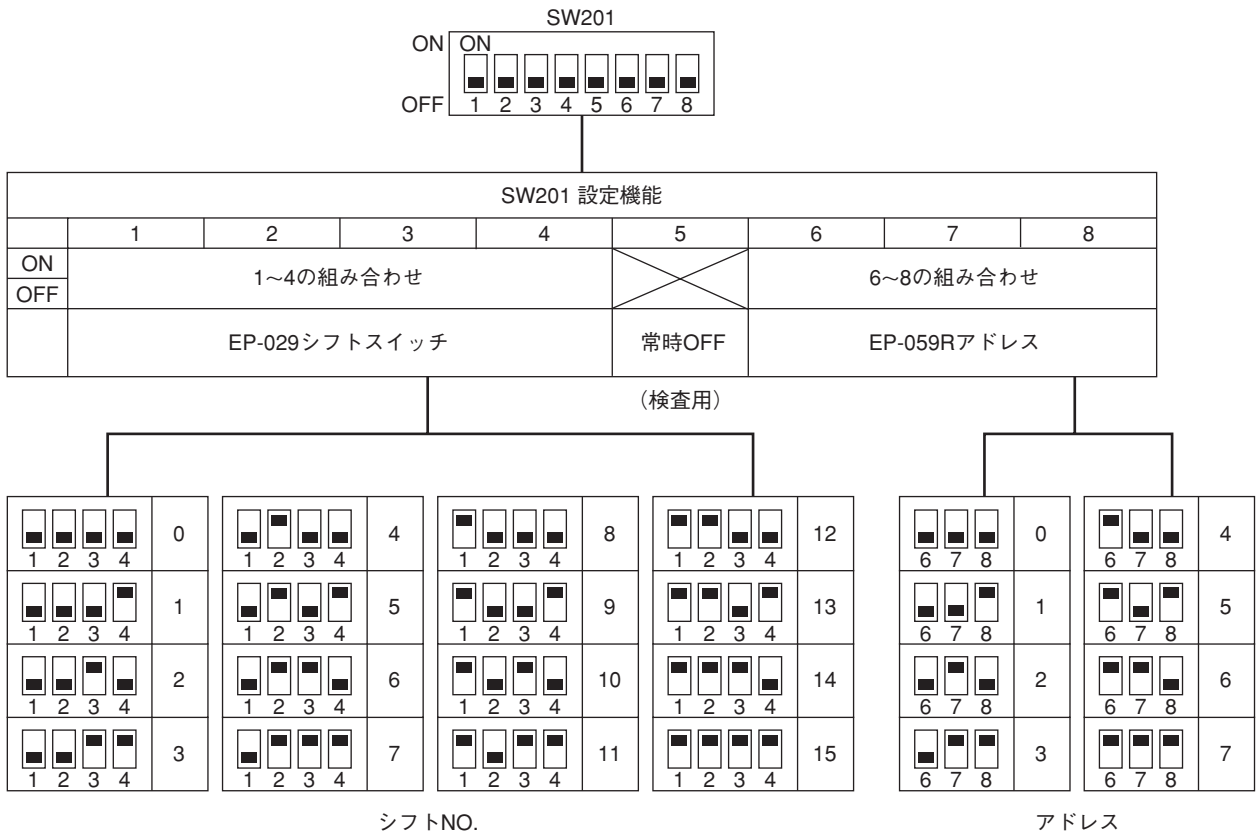 SW201
ON ON
OFF 1 2 3 4 5 6 7 8
SW201 設定機能
1 2 3 4 5 6 7 8
ON
OFF
1~4の組み合わせ
6~8の組み合わせ
EP-029シフトスイッチ 常時OFF EP-059Rアドレス
(検査用)
1 2 3 4 0 1 2 3 4 4 1 2 3 4 8 1 2 3 4 12 6 7 8 0 6 7 8 4
1 2 3 4 1 1 2 3 4 5 1 2 3 4 9 1 2 3 4 13 6 7 8 1 6 7 8 5
1 2 3 4 2 1 2 3 4 6 1 2 3 4 10 1 2 3 4 14 6 7 8 2 6 7 8 6
1 2 3 4 3 1 2 3 4 7 1 2 3 4 11 1 2 3 4 15 6 7 8 3 6 7 8 7
シフトNO. アドレス